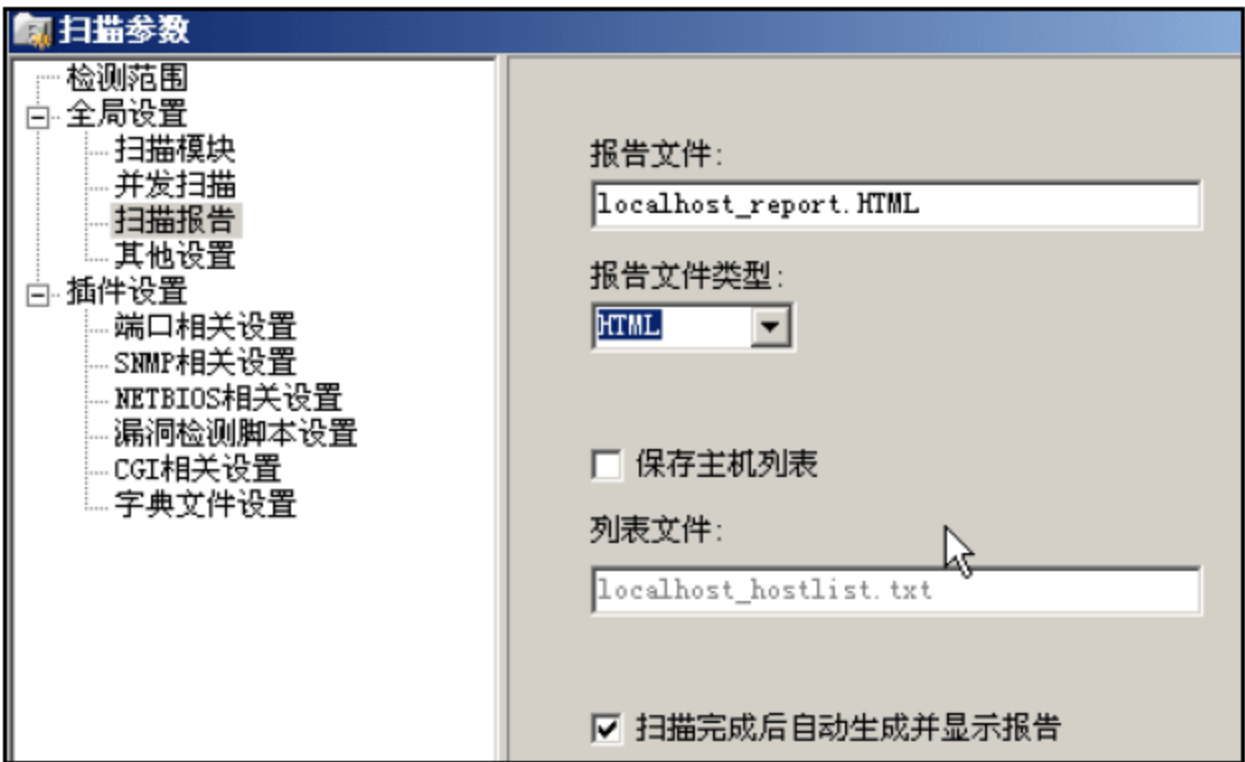 扫描参数
检测范围
全局设置
扫描模块
并发扫描
扫描报告
其他设置
插件设置
端口相关设置
SNMP相关设置
NETBIOS相关设置
漏洞检测脚本设置
CGI相关设置
字典文件设置
报告文件:
localhost_report.HTML
报告文件类型:
HTML
保存主机列表
列表文件:
localhost_hostlist.txt
扫描完成后自动生成并显示报告